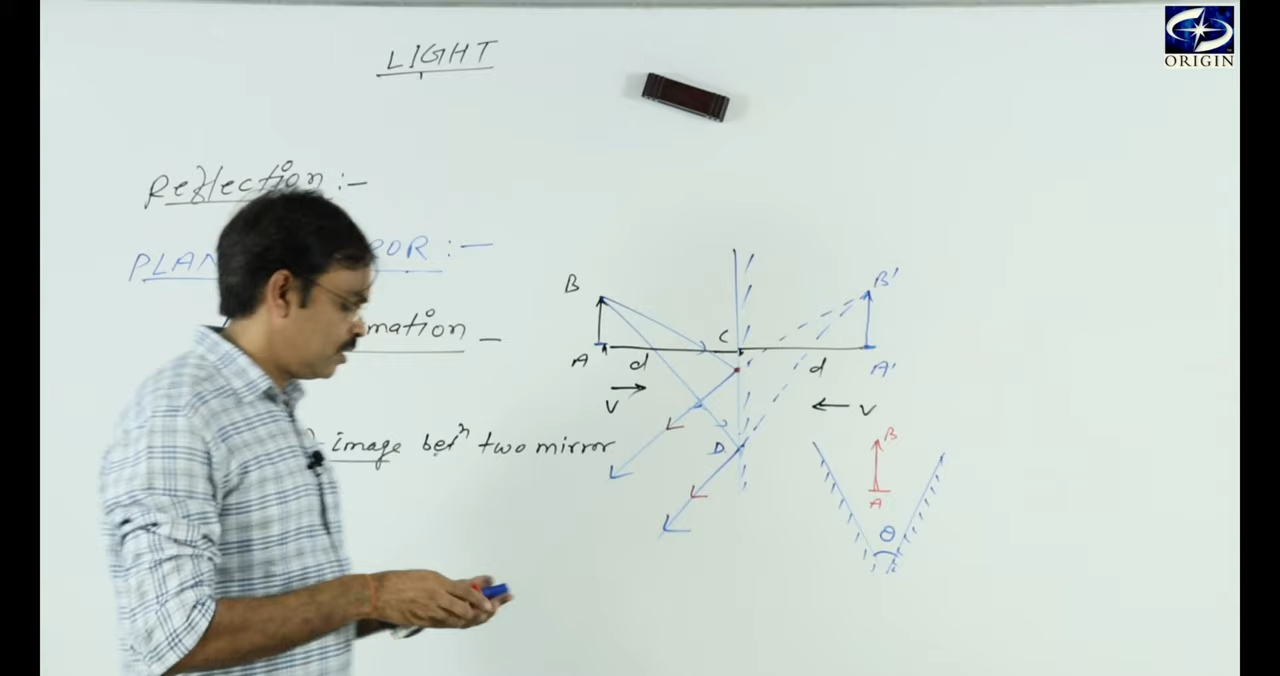 LIGHT
ORIGIN
Reflection :-
PLAN ROR :-
mation -
image betⁿ two mirror
B
B'
A
d
C
d
A'
V
V
D
B
A
θ